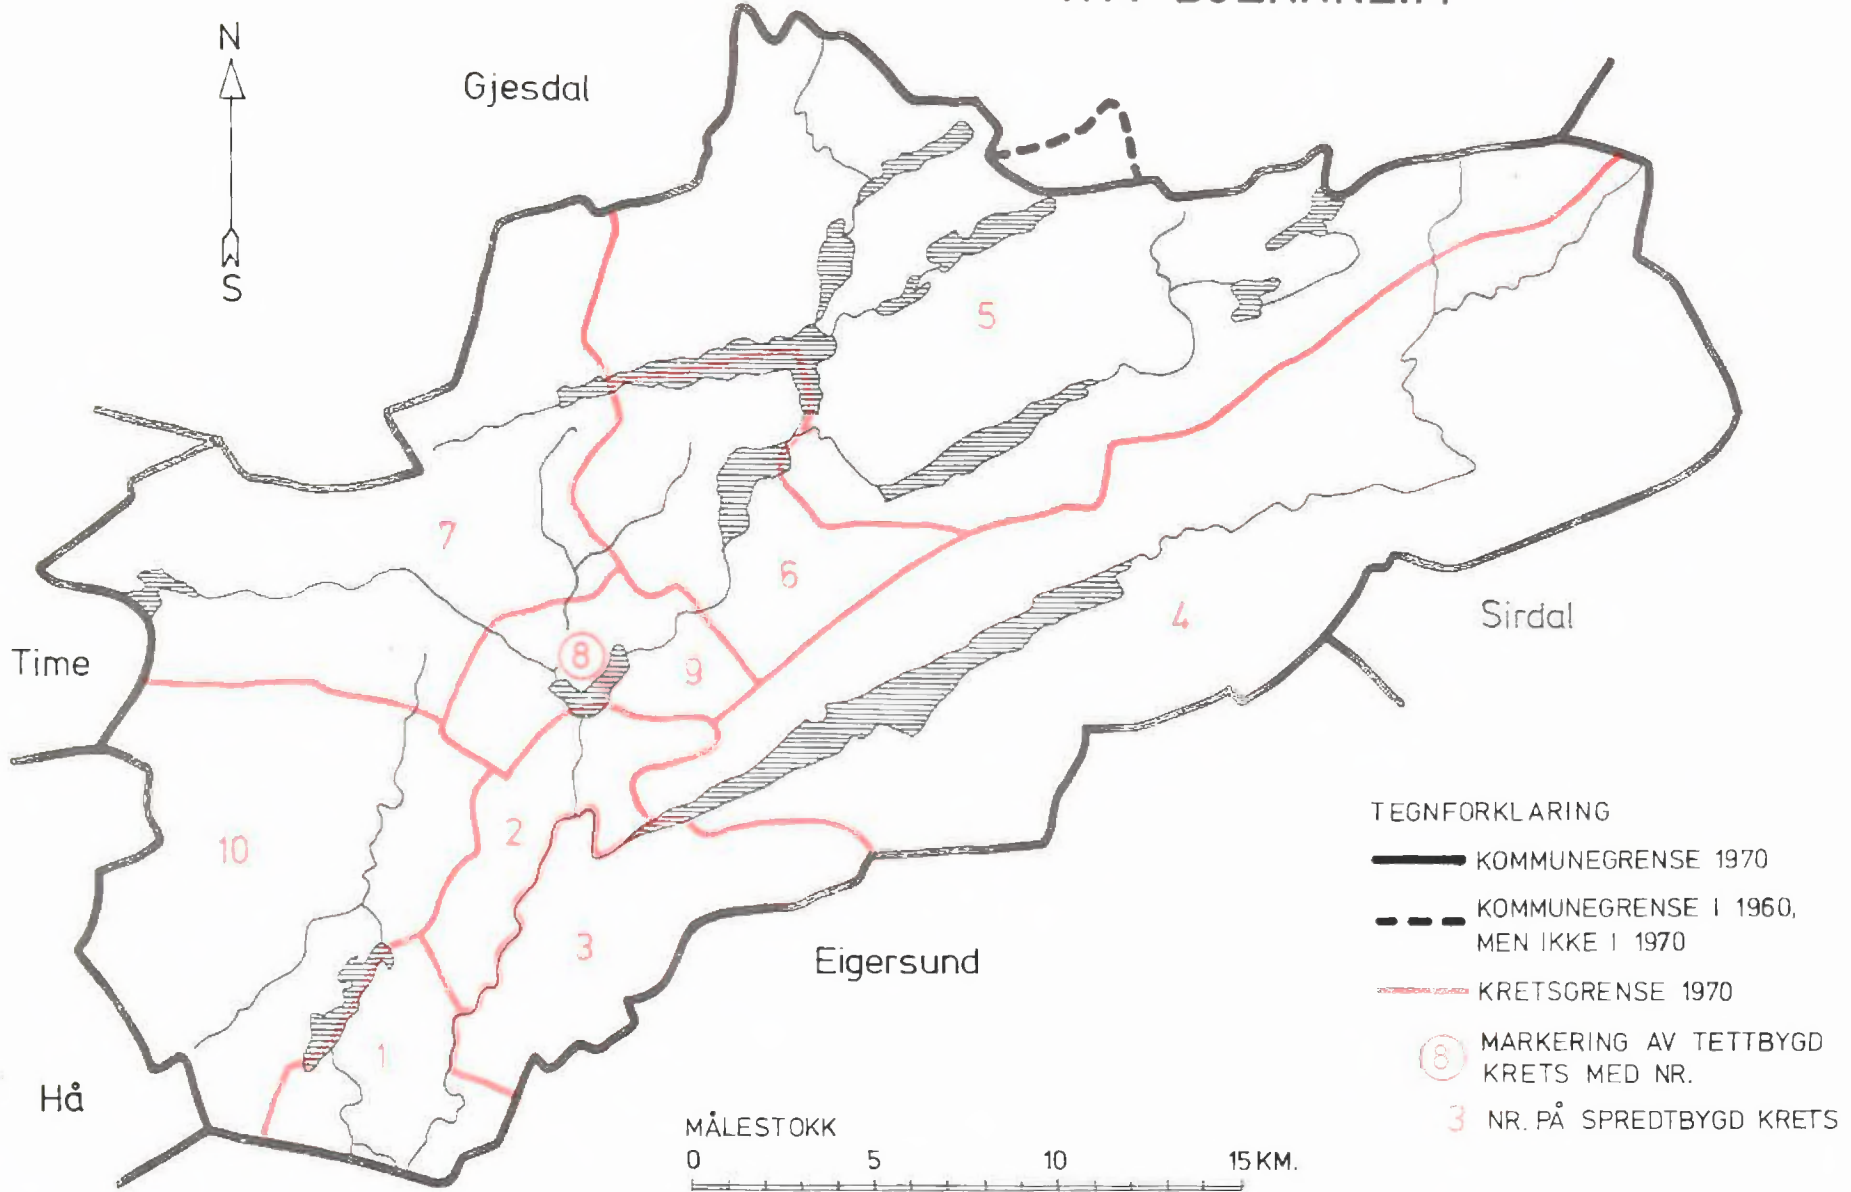 N
S
Gjesdal
5
7
6
4
Sirdal
Time
8
9
10
2
3
Eigersund
1
Hå
TEGNFORKLARING
KOMMUNEGRENSE 1970
KOMMUNEGRENSE I 1960,
MEN IKKE I 1970
KRETSGRENSE 1970
8 MARKERING AV TETTBYGD
KRETS MED NR.
3 NR. PÅ SPREDTBYGD KRETS
MÅLESTOKK
0 5 10 15 KM.